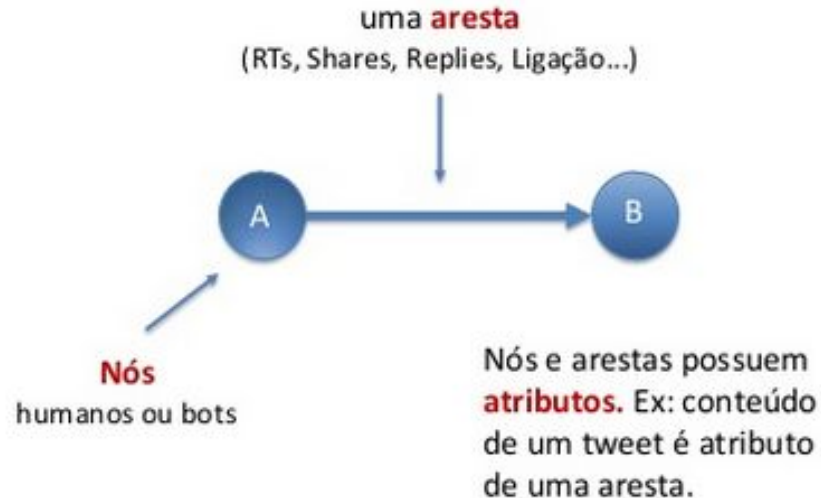 uma aresta
(RTs, Shares, Replies, Ligação...)
A
B
Nós
humanos ou bots
Nós e arestas possuem
atributos. Ex: conteúdo
de um tweet é atributo
de uma aresta.